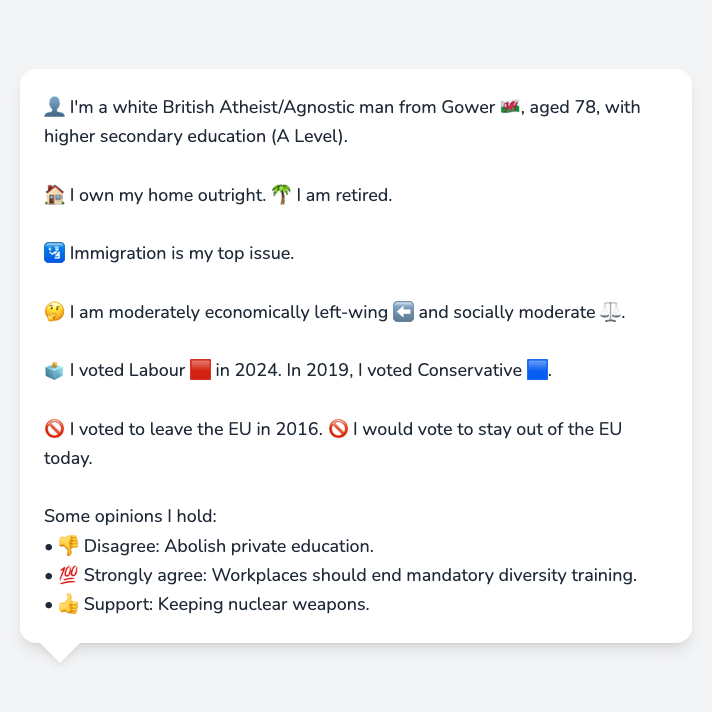 👤 I'm a white British Atheist/Agnostic man from Gower 🏴󠁧󠁢󠁷󠁬󠁳󠁿, aged 78, with
higher secondary education (A Level).
🏠 I own my home outright. 🌴 I am retired.
🛂 Immigration is my top issue.
🤔 I am moderately economically left-wing ⬅️ and socially moderate ⚖️.
🗳️ I voted Labour 🟥 in 2024. In 2019, I voted Conservative 🟦.
🚫 I voted to leave the EU in 2016. 🚫 I would vote to stay out of the EU
today.
Some opinions I hold:
• 👎 Disagree: Abolish private education.
• 💯 Strongly agree: Workplaces should end mandatory diversity training.
• 👍 Support: Keeping nuclear weapons.